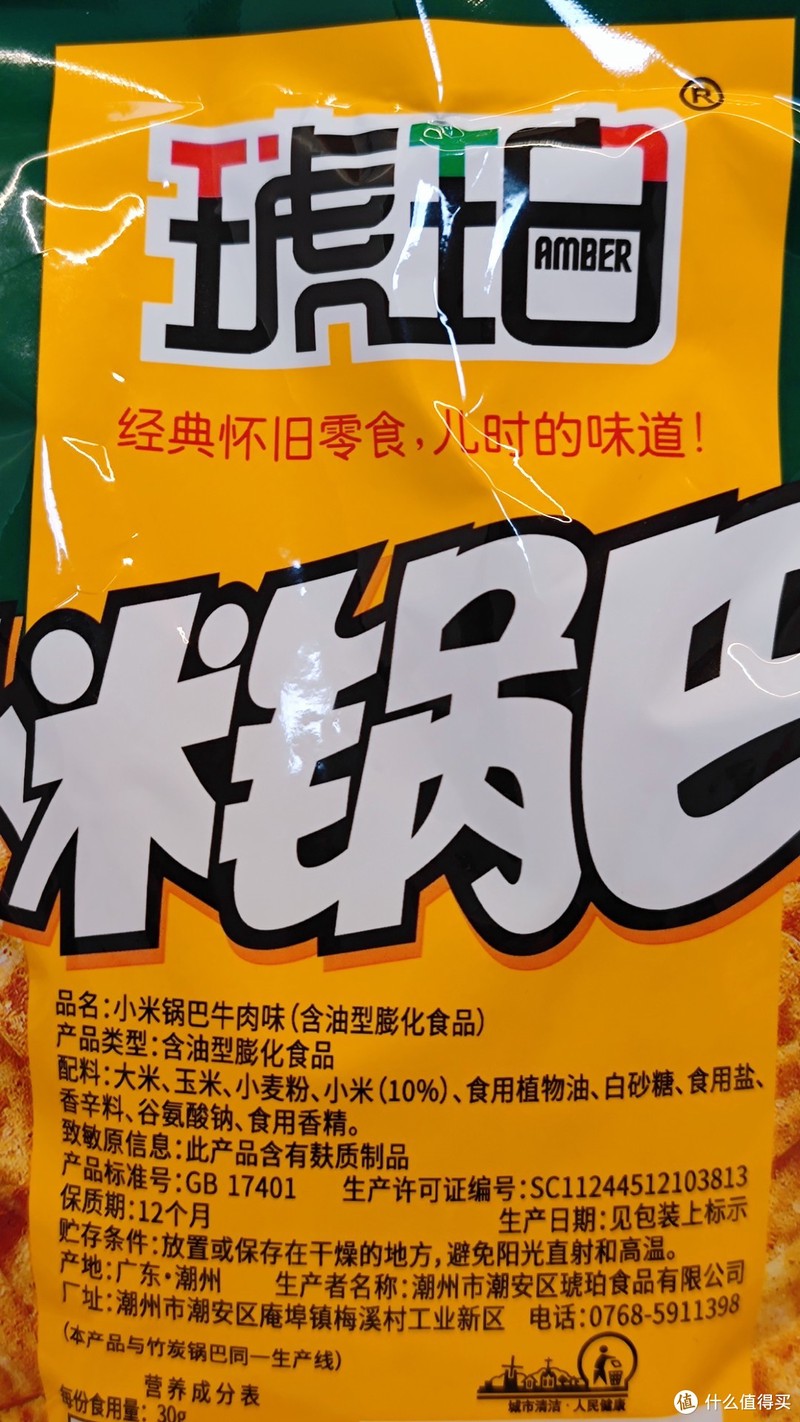 ®
琥珀
AMBER
经典怀旧零食,儿时的味道!
米锅巴
品名:小米锅巴牛肉味(含油型膨化食品)
产品类型:含油型膨化食品
配料:大米、玉米、小麦粉、小米(10%)、食用植物油、白砂糖、食用盐、
香辛料、谷氨酸钠、食用香精。
致敏原信息:此产品含有麸质制品
产品标准号:GB 17401 生产许可证编号:SC11244512103813
保质期:12个月 生产日期:见包装上标示
贮存条件:放置或保存在干燥的地方,避免阳光直射和高温。
产地:广东·潮州 生产者名称:潮州市潮安区琥珀食品有限公司
厂址:潮州市潮安区庵埠镇梅溪村工业新区 电话:0768-5911398
(本产品与竹炭锅巴同一生产线)
营养成分表
城市清洁·人民健康
每份食用量: 30g
值 什么值得买